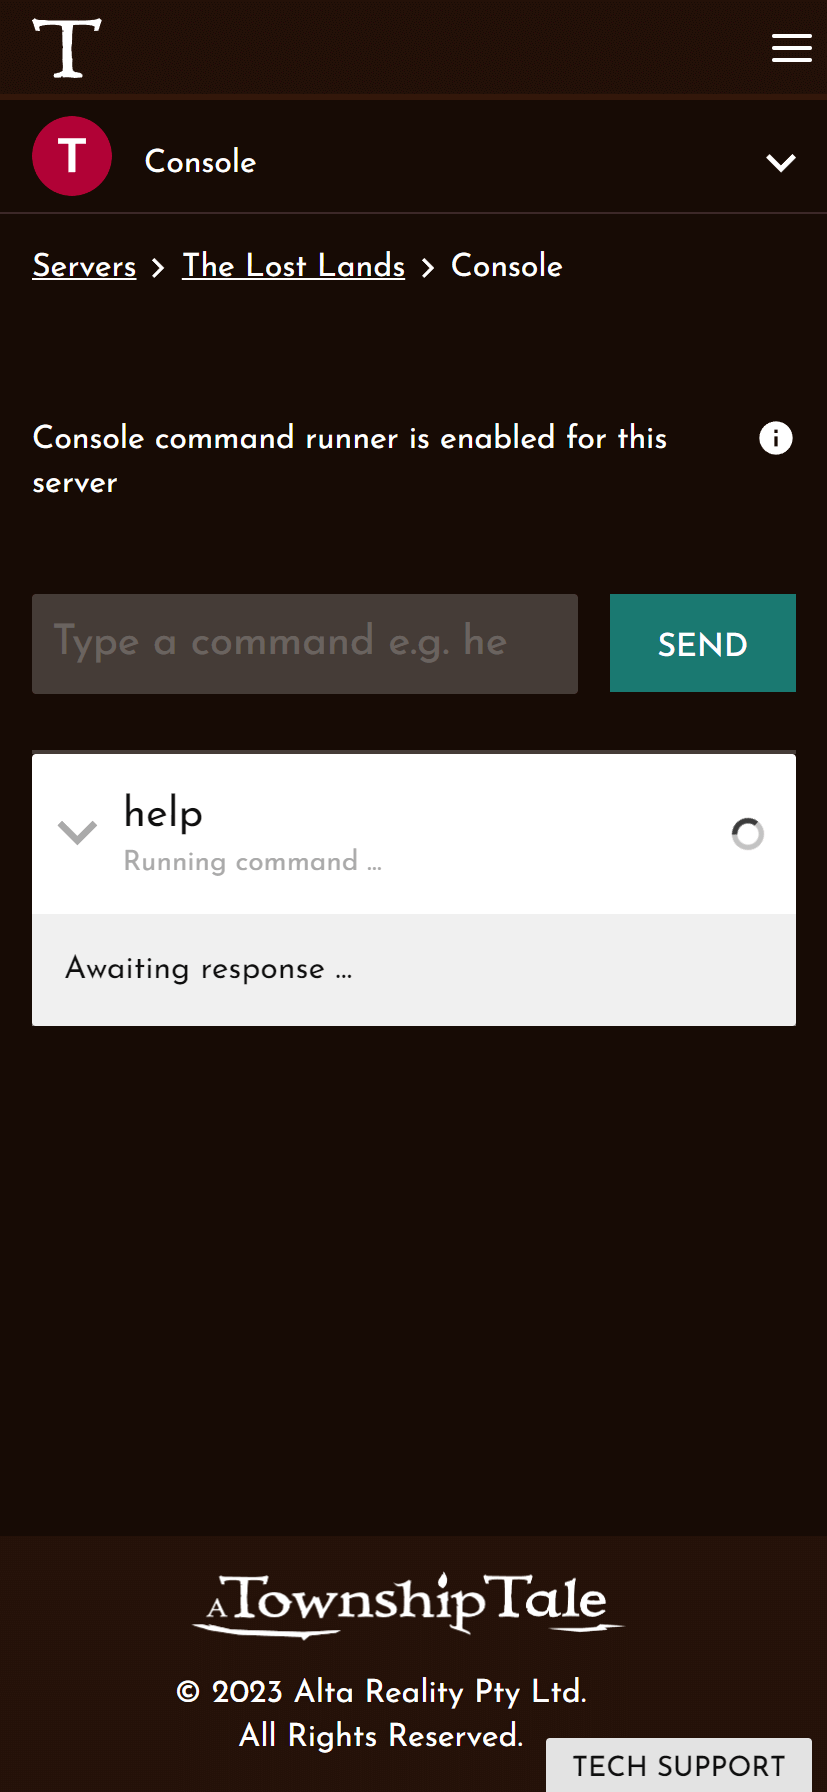 T
T
Console
Servers > The Lost Lands > Console
Console command runner is enabled for this
server
Type a command e.g. he
SEND
help
Running command ...
Awaiting response ...
A Township Tale
© 2023 Alta Reality Pty Ltd.
All Rights Reserved.
TECH SUPPORT